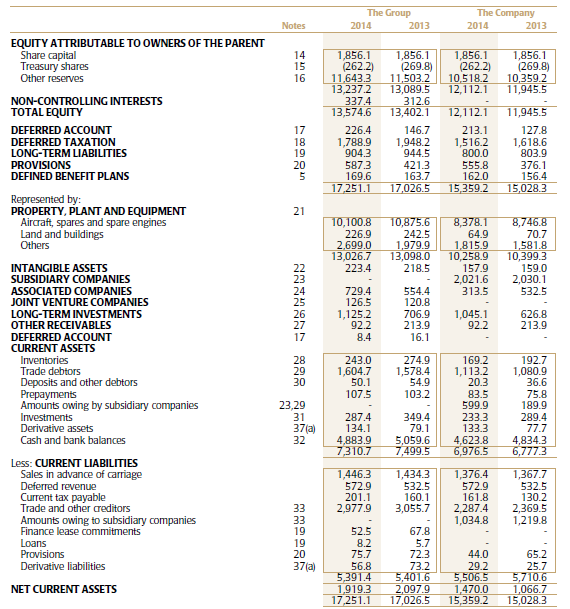 The Group The Company
Notes 2014 2013 2014 2013
EQUITY ATTRIBUTABLE TO OWNERS OF THE PARENT
Share capital 14 1,856.1 1,856.1 1,856.1 1,856.1
Treasury shares 15 (262.2) (269.8) (262.2) (269.8)
Other reserves 16 11,643.3 11,503.2 10,518.2 10,359.2
13,237.2 13,089.5 12,112.1 11,945.5
NON-CONTROLLING INTERESTS 337.4 312.6 - -
TOTAL EQUITY 13,574.6 13,402.1 12,112.1 11,945.5
DEFERRED ACCOUNT 17 226.4 146.7 213.1 127.8
DEFERRED TAXATION 18 1,788.9 1,948.2 1,516.2 1,618.6
LONG-TERM LIABILITIES 19 904.3 944.5 800.0 803.9
PROVISIONS 20 587.3 421.3 555.8 376.1
DEFINED BENEFIT PLANS 5 169.6 163.7 162.0 156.4
17,251.1 17,026.5 15,359.2 15,028.3
Represented by:
PROPERTY, PLANT AND EQUIPMENT 21
Aircraft, spares and spare engines 10,100.8 10,875.6 8,378.1 8,746.8
Land and buildings 226.9 242.5 64.9 70.7
Others 2,699.0 1,979.9 1,815.9 1,581.8
13,026.7 13,098.0 10,258.9 10,399.3
INTANGIBLE ASSETS 22 223.4 218.5 157.9 159.0
SUBSIDIARY COMPANIES 23 - - 2,021.6 2,030.1
ASSOCIATED COMPANIES 24 729.4 554.4 313.5 532.5
JOINT VENTURE COMPANIES 25 126.5 120.8 - -
LONG-TERM INVESTMENTS 26 1,125.2 706.9 1,045.1 626.8
OTHER RECEIVABLES 27 92.2 213.9 92.2 213.9
DEFERRED ACCOUNT 17 8.4 16.1 - -
CURRENT ASSETS
Inventories 28 243.0 274.9 169.2 192.7
Trade debtors 29 1,604.7 1,578.4 1,113.2 1,080.9
Deposits and other debtors 30 50.1 54.9 20.3 36.6
Prepayments 107.5 103.2 83.5 75.8
Amounts owing by subsidiary companies 23,29 - - 599.9 189.9
Investments 31 287.4 349.4 233.3 289.4
Derivative assets 37(a) 134.1 79.1 133.3 77.7
Cash and bank balances 32 4,883.9 5,059.6 4,623.8 4,834.3
7,310.7 7,499.5 6,976.5 6,777.3
Less: CURRENT LIABILITIES
Sales in advance of carriage 1,446.3 1,434.3 1,376.4 1,367.7
Deferred revenue 572.9 532.5 572.9 532.5
Current tax payable 201.1 160.1 161.8 130.2
Trade and other creditors 33 2,977.9 3,055.7 2,287.4 2,369.5
Amounts owing to subsidiary companies 33 - - 1,034.8 1,219.8
Finance lease commitments 19 52.5 67.8 - -
Loans 19 8.2 5.7 - -
Provisions 20 75.7 72.3 44.0 65.2
Derivative liabilities 37(a) 56.8 73.2 29.2 25.7
5,391.4 5,401.6 5,506.5 5,710.6
NET CURRENT ASSETS 1,919.3 2,097.9 1,470.0 1,066.7
17,251.1 17,026.5 15,359.2 15,028.3